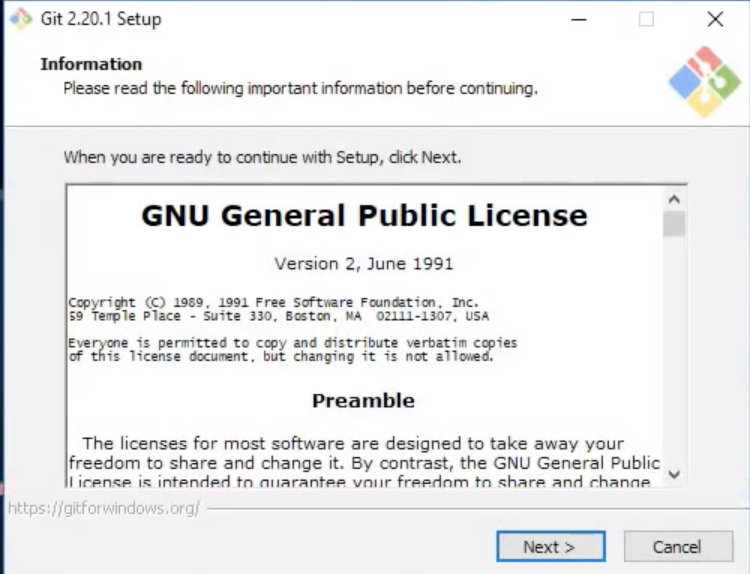 Git 2.20.1 Setup
Information
Please read the following important information before continuing.
When you are ready to continue with Setup, click Next.
GNU General Public License
Version 2, June 1991
Copyright (C) 1989, 1991 Free Software Foundation, Inc.
59 Temple Place - Suite 330, Boston, MA  02111-1307, USA
Everyone is permitted to copy and distribute verbatim copies
of this license document, but changing it is not allowed.
Preamble
The licenses for most software are designed to take away your
freedom to share and change it. By contrast, the GNU General Public
License is intended to guarantee your freedom to share and change
https://gitforwindows.org/
Next >
Cancel